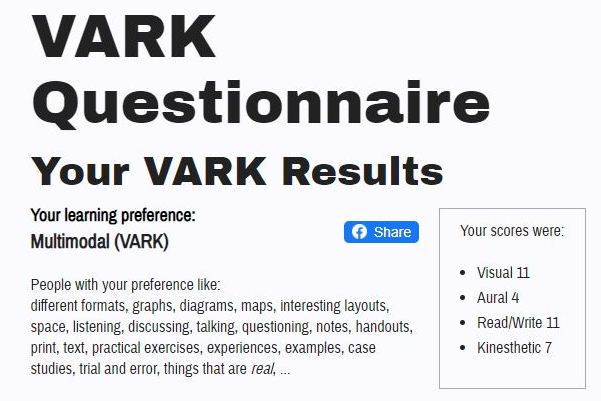 VARK
Questionnaire
Your VARK Results
Your learning preference:
Multimodal (VARK)
Share
People with your preference like:
different formats, graphs, diagrams, maps, interesting layouts,
space, listening, discussing, talking, questioning, notes, handouts,
print, text, practical exercises, experiences, examples, case
studies, trial and error, things that are real, ...
Your scores were:
• Visual 11
• Aural 4
• Read/Write 11
• Kinesthetic 7